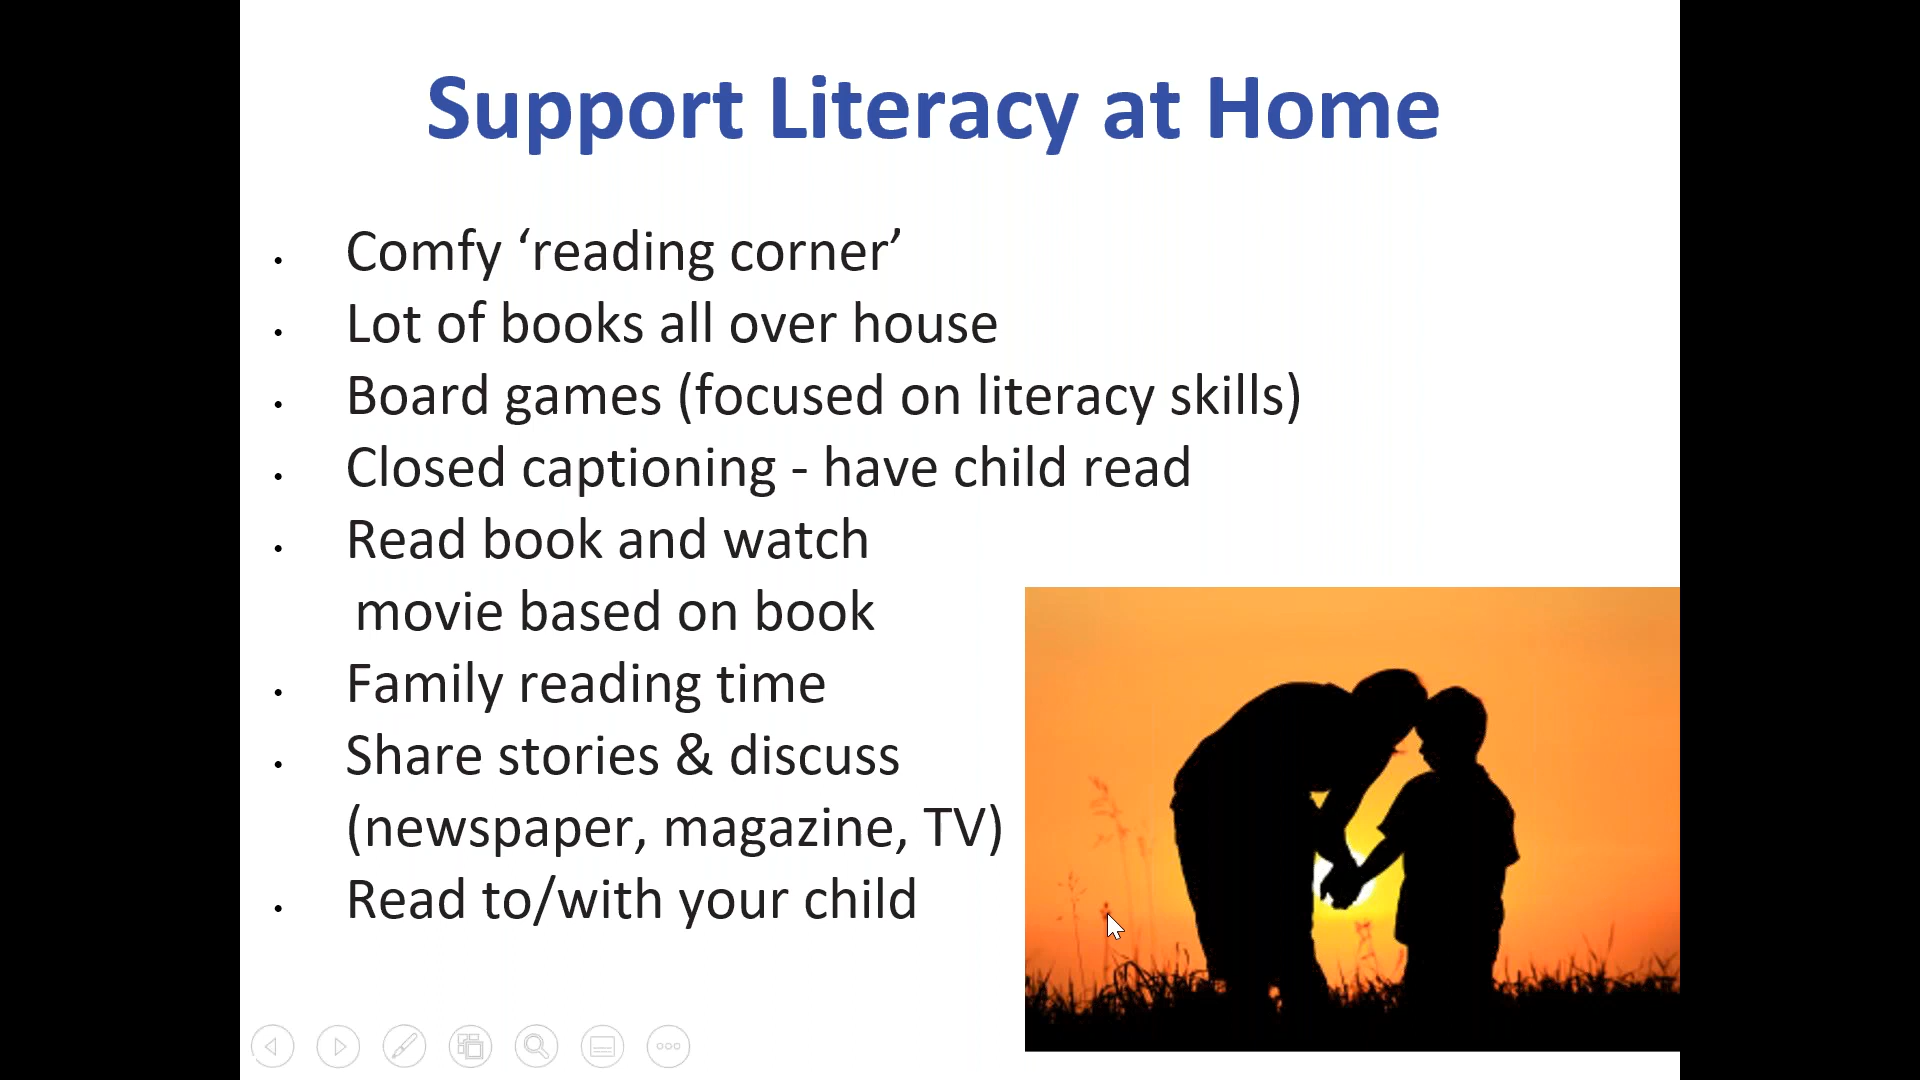 Support Literacy at Home
• Comfy ‘reading corner’
• Lot of books all over house
• Board games (focused on literacy skills)
• Closed captioning - have child read
• Read book and watch
movie based on book
• Family reading time
• Share stories & discuss
(newspaper, magazine, TV)
• Read to/with your child